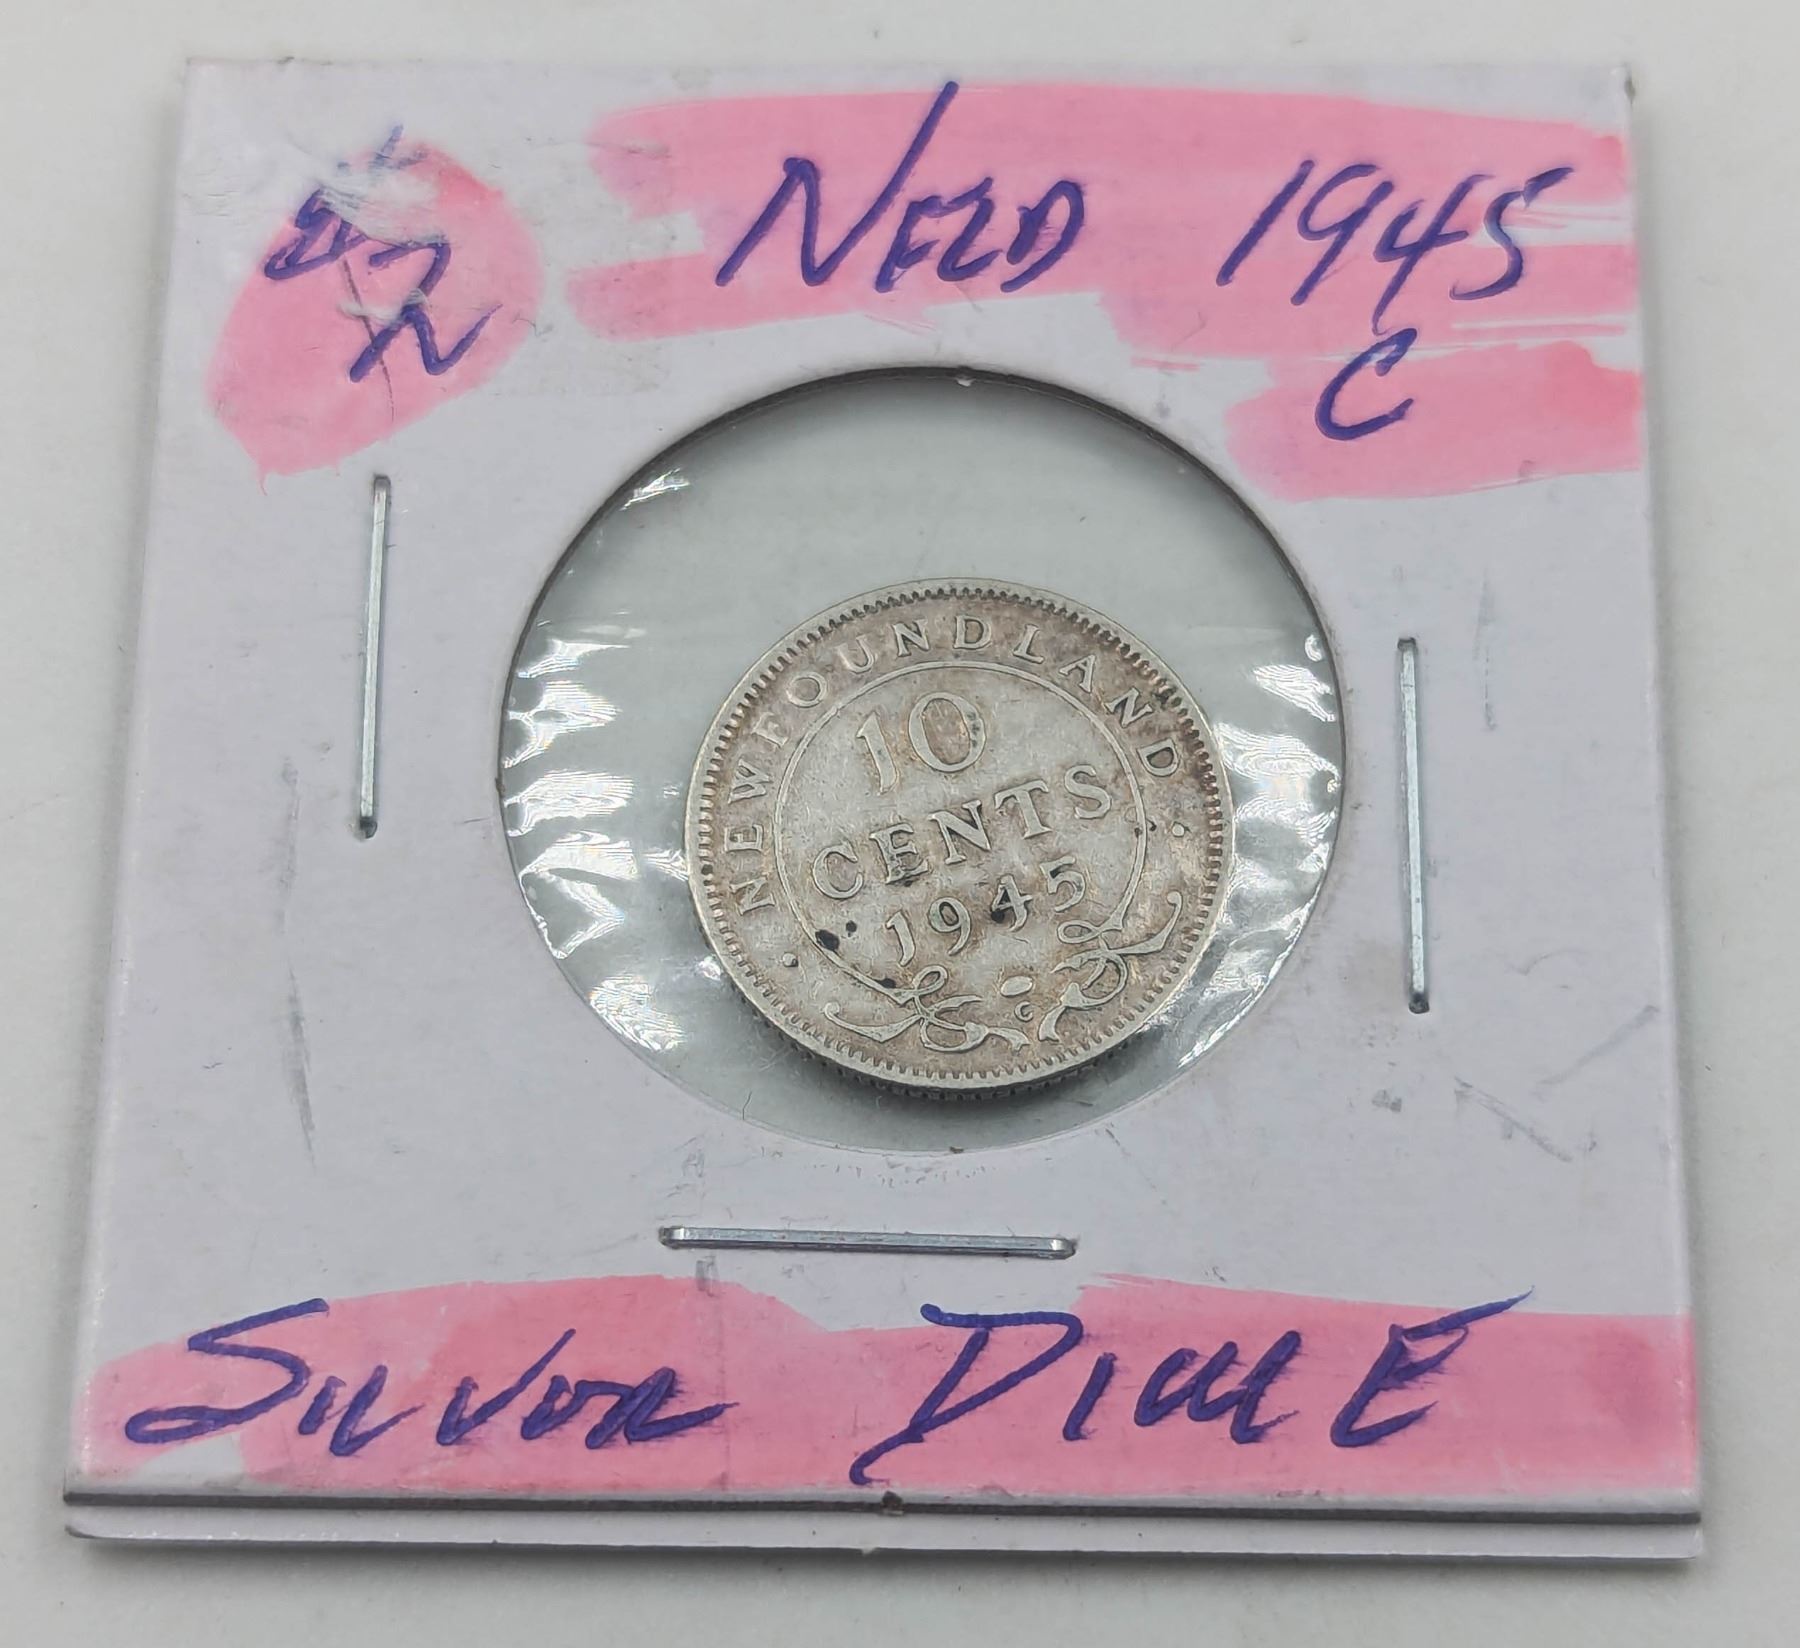 NFLD 1945
C
NEWFOUNDLAND
10
CENTS
1945
C
SILVER DIME